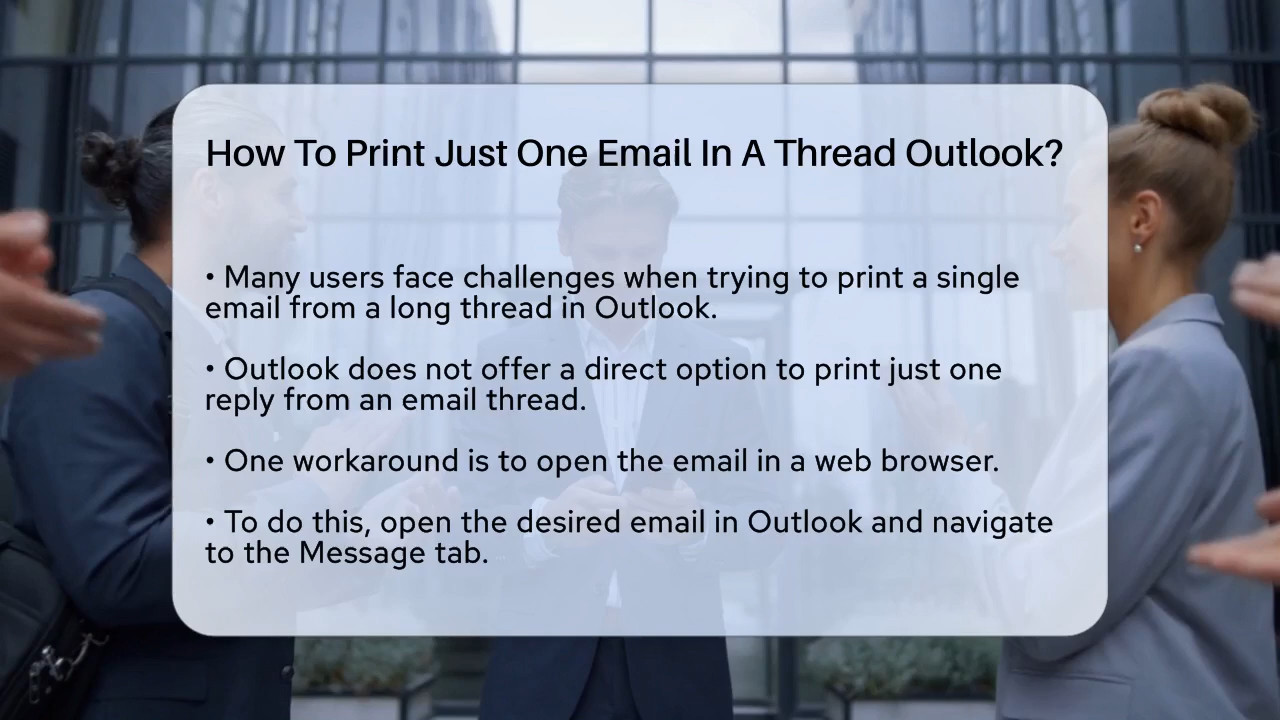 How To Print Just One Email In A Thread Outlook?
• Many users face challenges when trying to print a single
email from a long thread in Outlook.
• Outlook does not offer a direct option to print just one
reply from an email thread.
• One workaround is to open the email in a web browser.
• To do this, open the desired email in Outlook and navigate
to the Message tab.